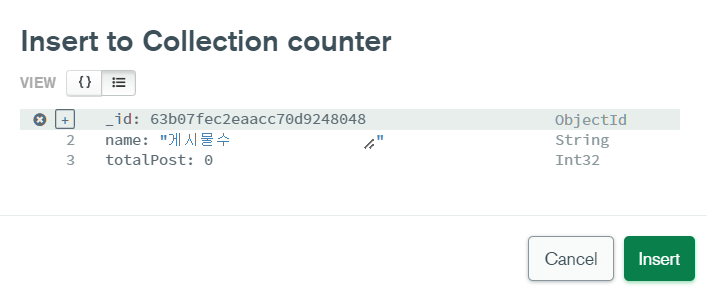 Insert to Collection counter
VIEW {}
+ _id: 63b07fec2eaacc70d9248048 ObjectId
2 name: "게시물수" String
3 totalPost: 0 Int32
Cancel Insert